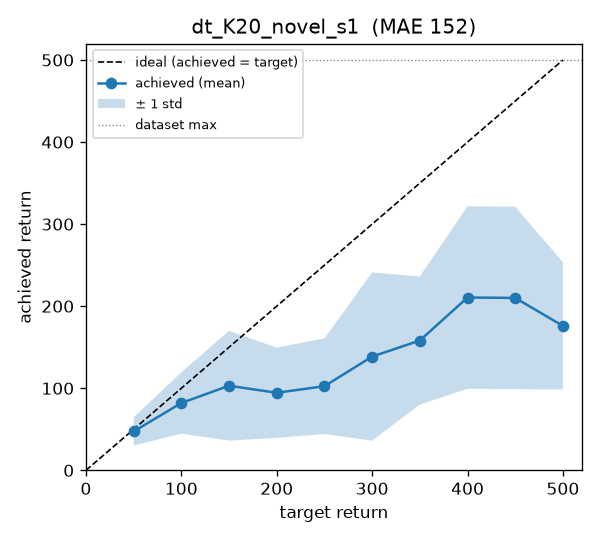 dt_K20_novel_s1 (MAE 152)
ideal (achieved = target)
achieved (mean)
± 1 std
dataset max
achieved return
500
400
300
200
100
0
0 100 200 300 400 500
target return